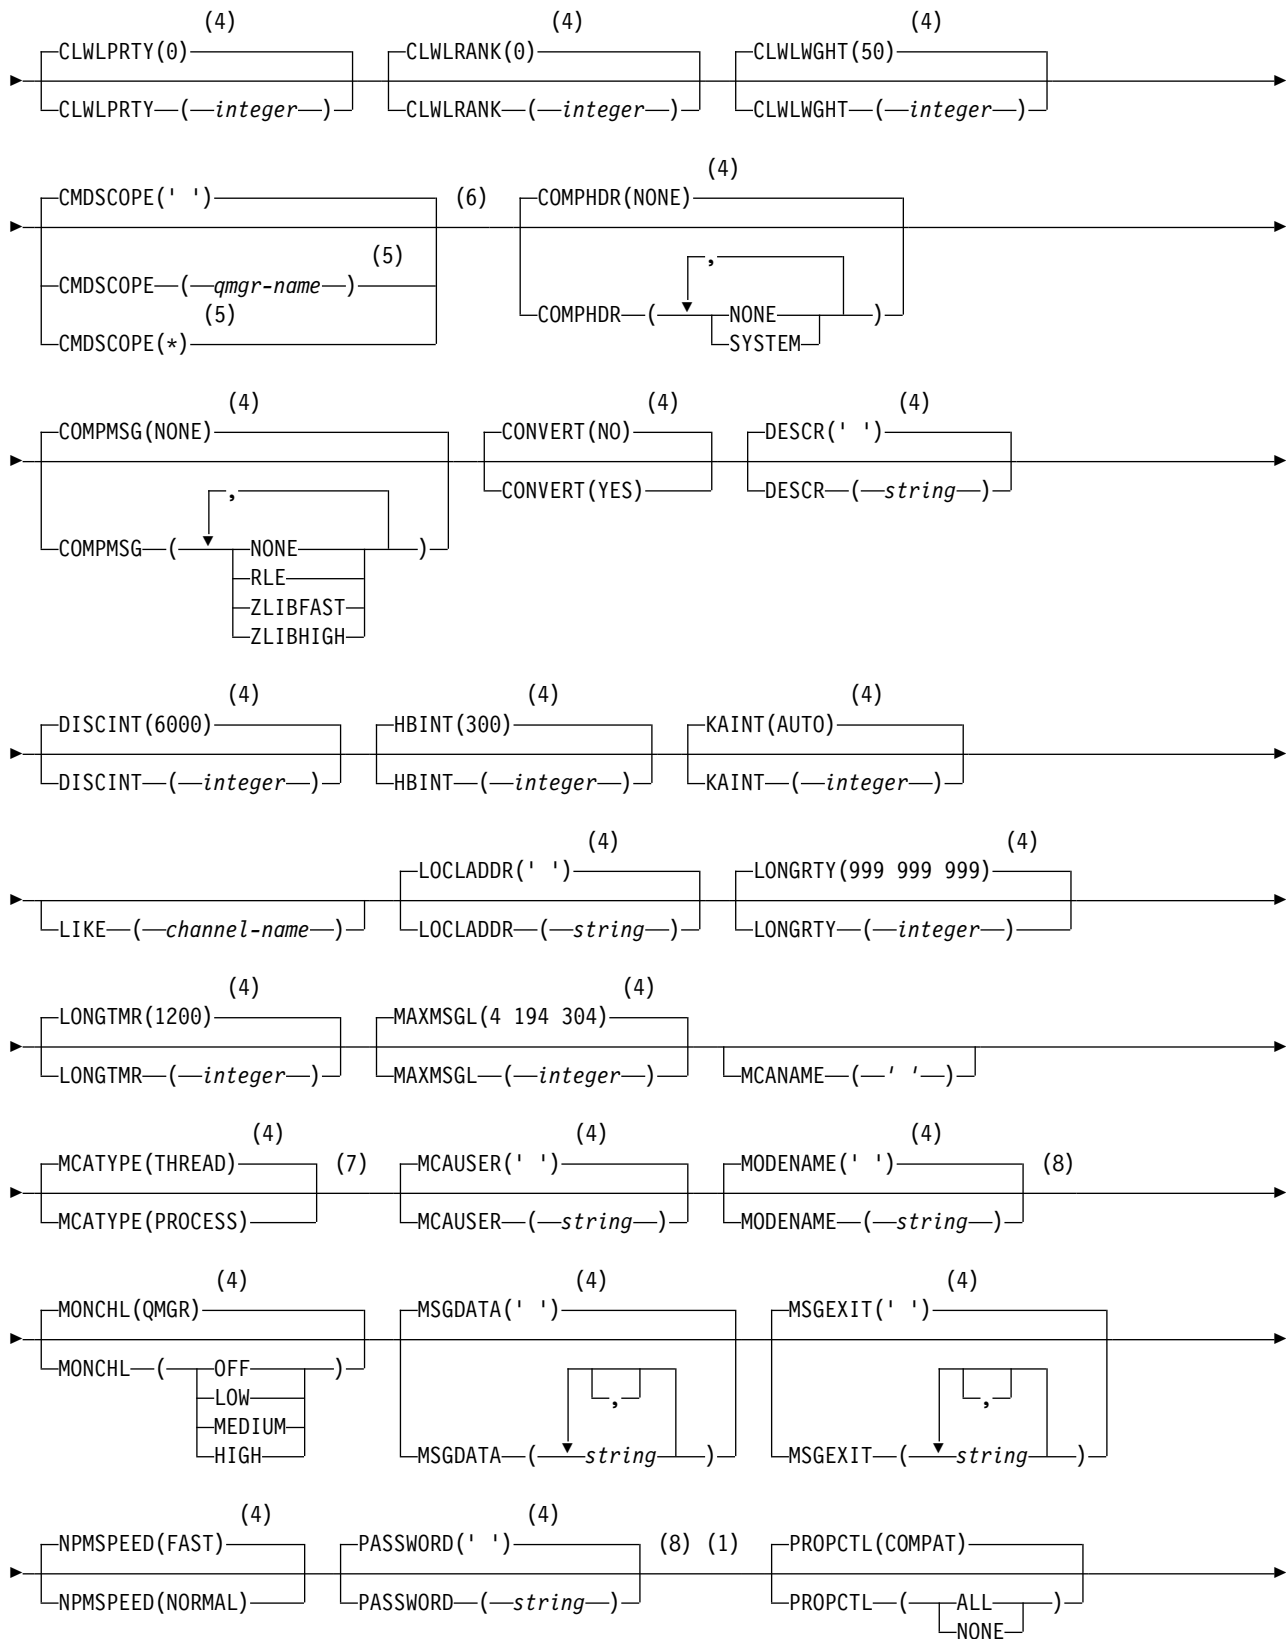 (4) (4) (4)
CLWLPRTY(0) CLWLRANK(0) CLWLWGHT(50)
CLWLPRTY (integer) CLWLRANK (integer) CLWLWGHT (integer)
(4)
CMDSCOPE(' ') (6) COMPHDR(NONE)
(5) ,
CMDSCOPE (qmgr-name)
(5) COMPHDR ( NONE )
CMDSCOPE(*) SYSTEM
(4) (4) (4)
COMPMSG(NONE) CONVERT(NO) DESCR(' ')
, CONVERT(YES) DESCR (string)
COMPMSG ( NONE )
RLE
ZLIBFAST
ZLIBHIGH
(4) (4) (4)
DISCINT(6000) HBINT(300) KAINT(AUTO)
DISCINT (integer) HBINT (integer) KAINT (integer)
(4) (4)
LOCLADDR(' ') LONGRTY(999 999 999)
LIKE (channel-name) LOCLADDR (string) LONGRTY (integer)
(4) (4)
LONGTMR(1200) MAXMSGL(4 194 304)
LONGTMR (integer) MAXMSGL (integer) MCANAME (' ')
(4) (4) (4)
MCATYPE(THREAD) (7) MCAUSER(' ') MODENAME(' ') (8)
MCATYPE(PROCESS) MCAUSER (string) MODENAME (string)
(4) (4) (4)
MONCHL(QMGR) MSGDATA(' ') MSGEXIT(' ')
MONCHL ( OFF )
LOW , ,
MEDIUM
HIGH MSGDATA ( string ) MSGEXIT ( string )
(4) (4)
NPMSPEED(FAST) PASSWORD(' ') (8) (1) PROPCTL(COMPAT)
NPMSPEED(NORMAL) PASSWORD (string) PROPCTL ( ALL )
NONE